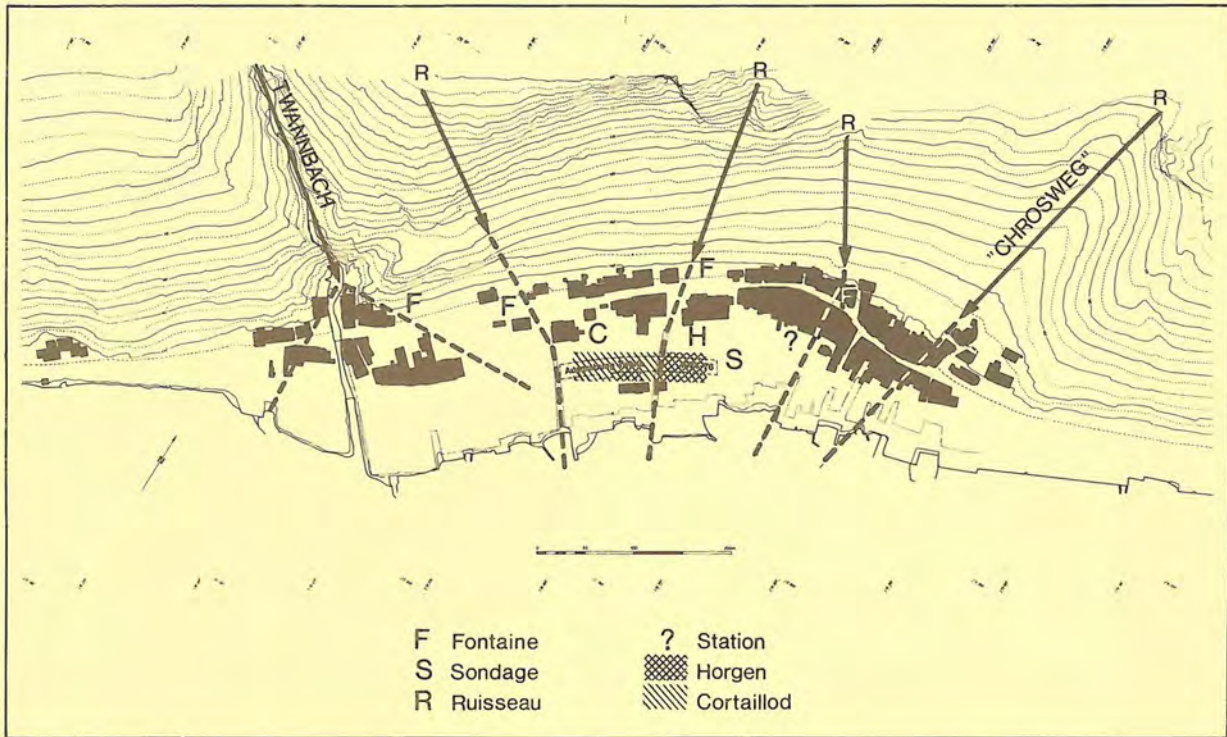 R
R
R
R
TWANNBACH
"CHROSWEG"
F
F
F
C
H
S
?
F Fontaine
S Sondage
R Ruisseau
? Station
Horgen
Cortaillod